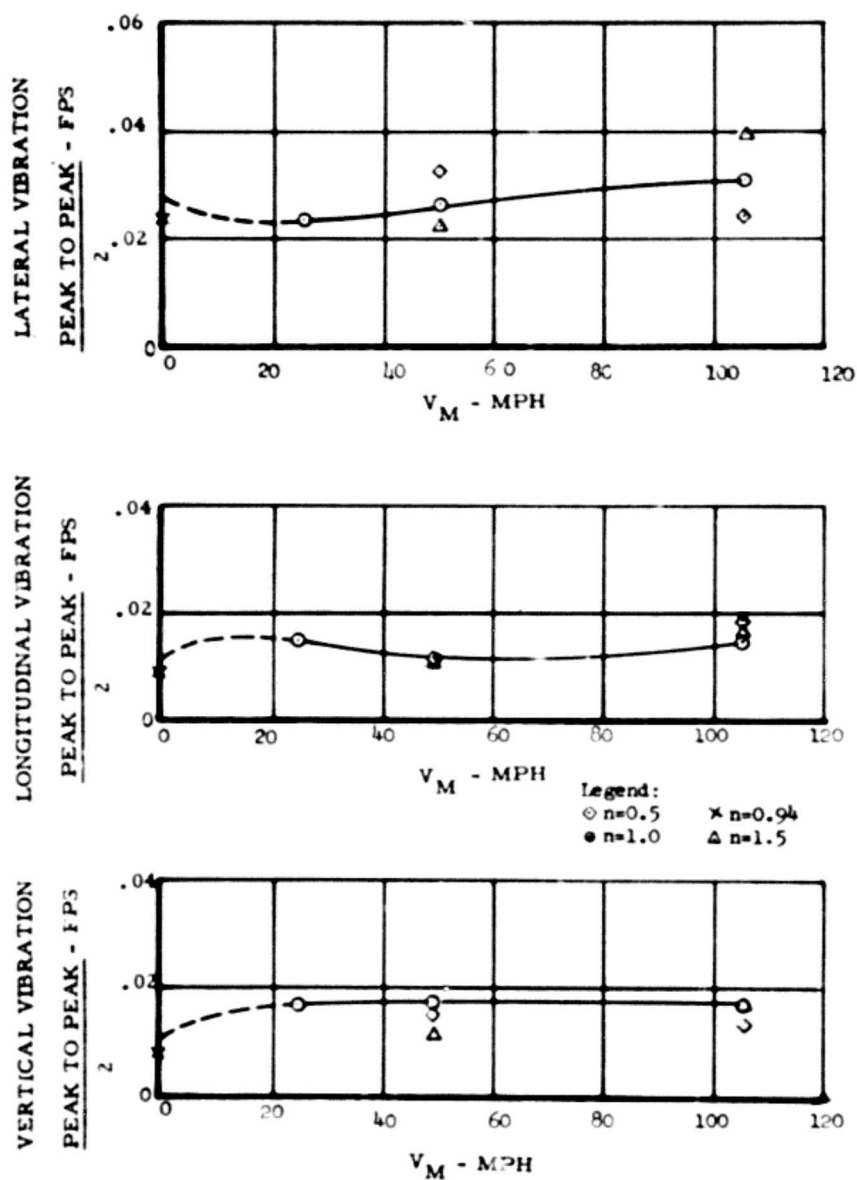 LATERAL VIBRATION
PEAK TO PEAK - FPS
2
.06
.04
.02
0
0 20 40 60 80 100 120
V_M - MPH
LONGITUDINAL VIBRATION
PEAK TO PEAK - FPS
2
.04
.02
0
0 20 40 60 80 100 120
V_M - MPH
Legend:
◇ n=0.5 × n=0.94
● n=1.0 △ n=1.5
VERTICAL VIBRATION
PEAK TO PEAK - FPS
2
.04
.02
0
0 20 40 60 80 100 120
V_M - MPH